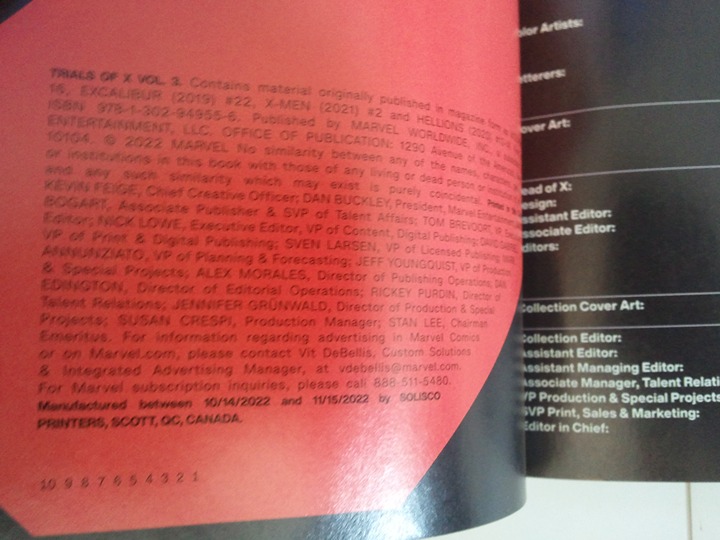 TRIALS OF X VOL. 3. Contains material originally published in magazine form as
16, EXCALIBUR (2019) #22, X-MEN (2021) #2 and HELLIONS (2020)
ISBN 978-1-302-94955-6. Published by MARVEL WORLDWIDE, INC., a
ENTERTAINMENT, LLC. OFFICE OF PUBLICATION: 1290 Avenue of the
10104. © 2022 MARVEL No similarity between any of the names, characters,
or institutions in this book with those of any living or dead person or institution
and any such similarity which may exist is purely coincidental.
KEVIN FEIGE, Chief Creative Officer; DAN BUCKLEY, President, Marvel Entertainment
BOGART, Associate Publisher & SVP of Talent Affairs; TOM BREVOORT, VP,
Editor; NICK LOWE, Executive Editor, VP of Content, Digital Publishing; DAVID
VP of Print & Digital Publishing; SVEN LARSEN, VP of Licensed Publishing;
ANNUNZIATO, VP of Planning & Forecasting; JEFF YOUNGQUIST, VP of Production
& Special Projects; ALEX MORALES, Director of Publishing Operations; DAN
EDINGTON, Director of Editorial Operations; RICKEY PURDIN, Director of
Talent Relations; JENNIFER GRÜNWALD, Director of Production & Special
Projects; SUSAN CRESPI, Production Manager; STAN LEE, Chairman
Emeritus. For information regarding advertising in Marvel Comics
or on Marvel.com, please contact Vit DeBellis, Custom Solutions
& Integrated Advertising Manager, at vdebellis@marvel.com.
For Marvel subscription inquiries, please call 888-511-5480.
Manufactured between 10/14/2022 and 11/15/2022 by SOLISCO
PRINTERS, SCOTT, QC, CANADA.
10 9 8 7 6 5 4 3 2 1
olor Artists:
etterers:
over Art:
ead of X:
esign:
ssistant Editor:
ssociate Editor:
ditors:
Collection Cover Art:
Collection Editor:
Assistant Editor:
Assistant Managing Editor:
Associate Manager, Talent Relati
VP Production & Special Projects
SVP Print, Sales & Marketing:
Editor in Chief: